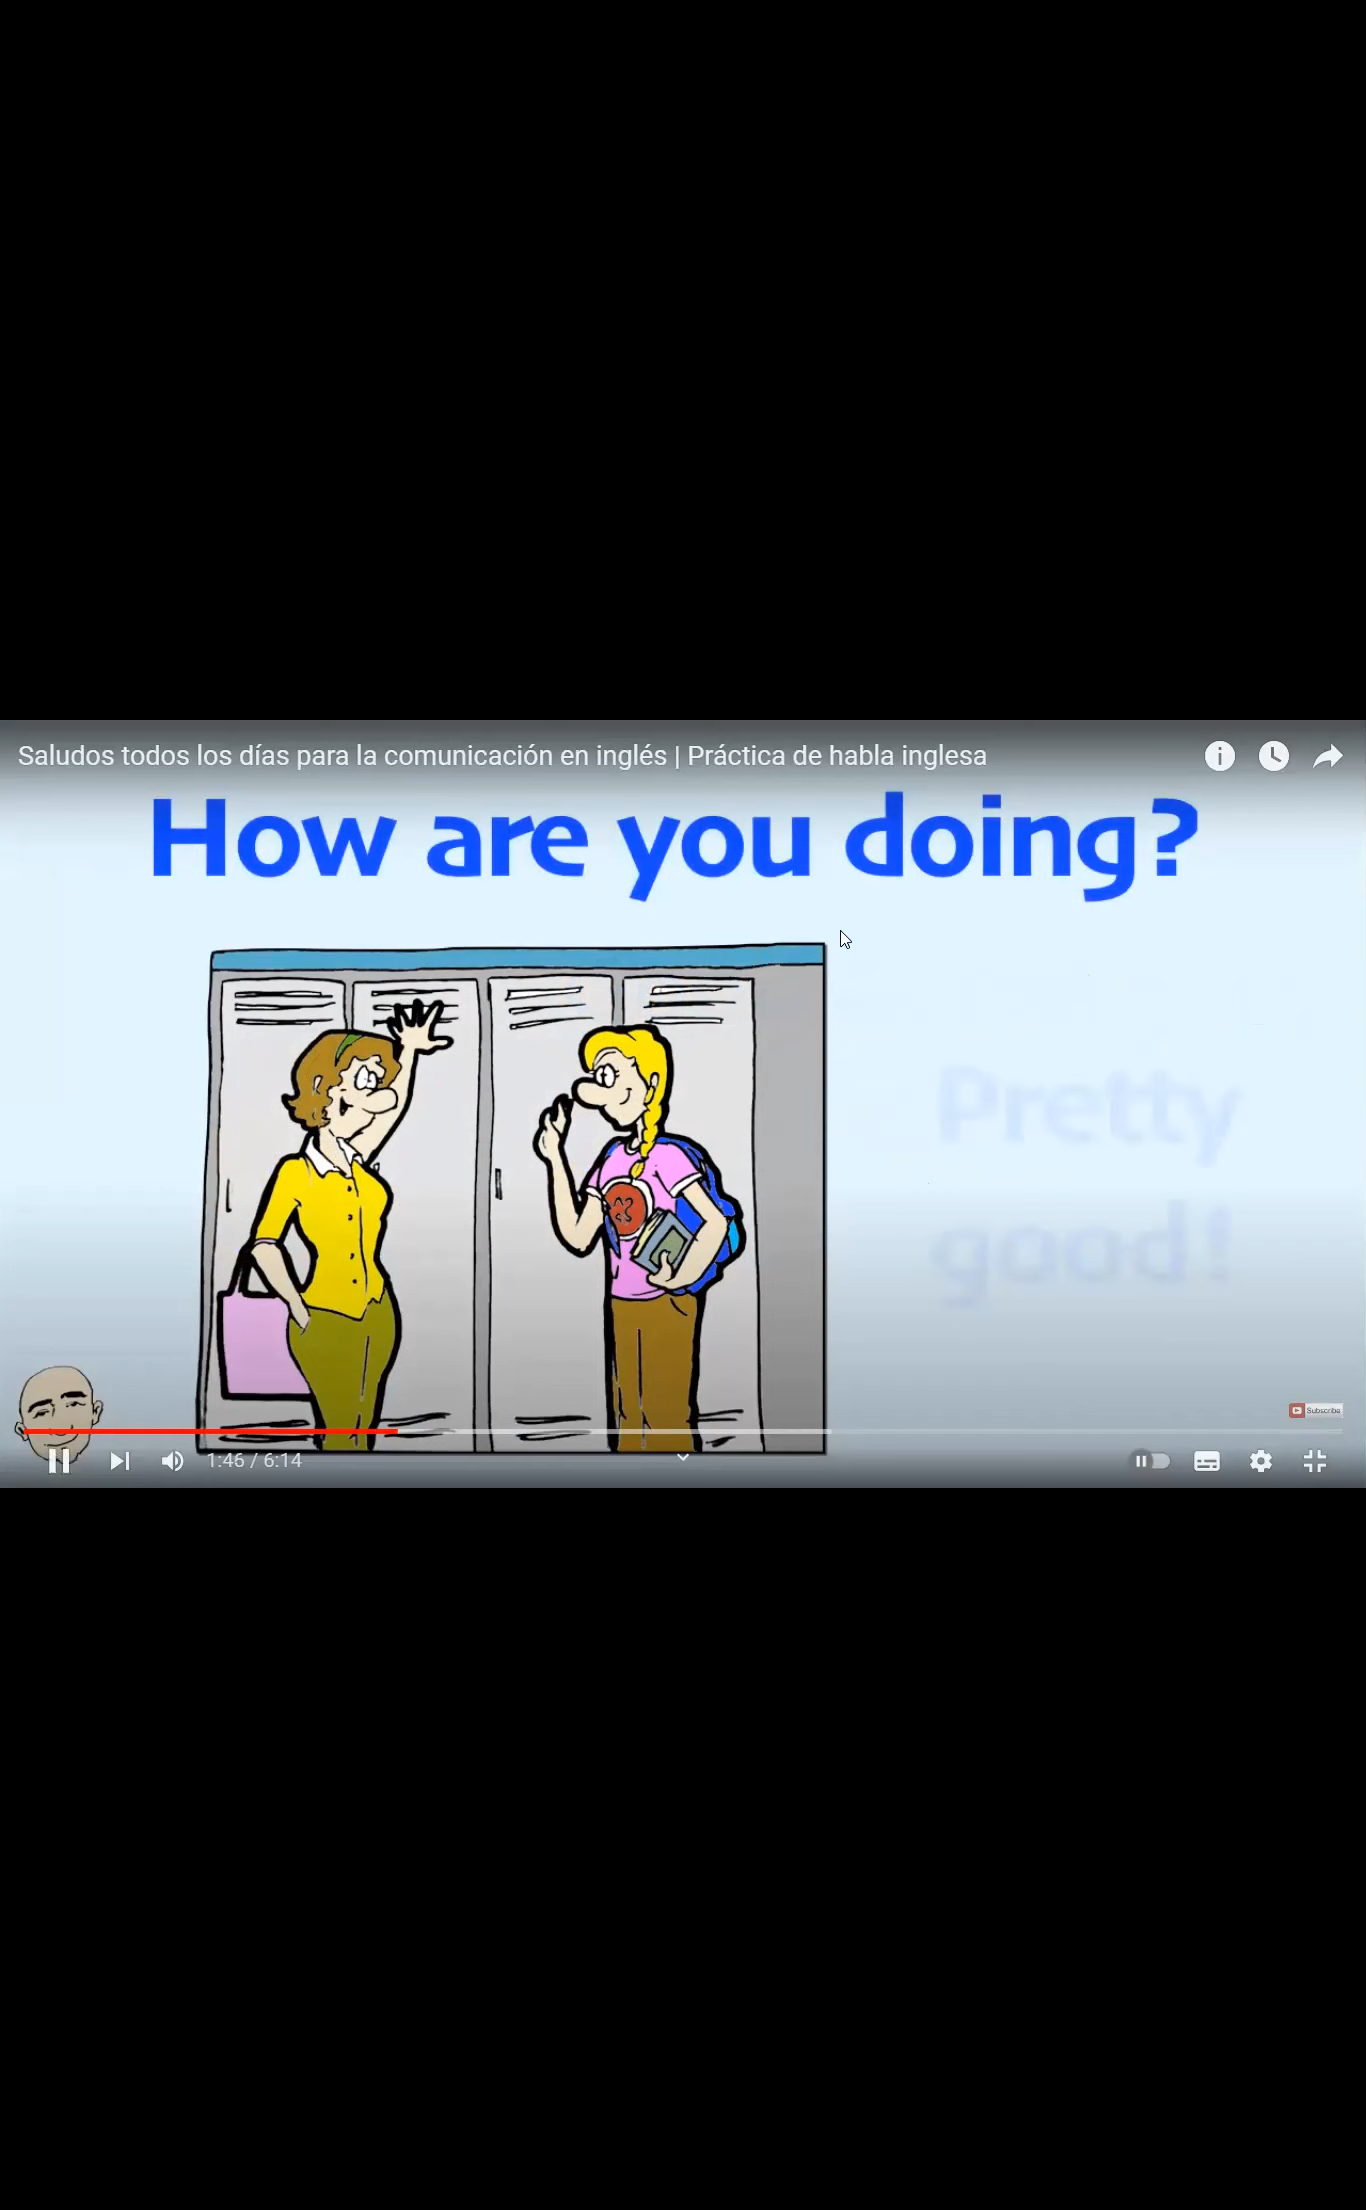 Saludos todos los días para la comunicación en inglés | Práctica de habla inglesa
How are you doing?
Pretty
good!
Subscribe
1:46 / 6:14